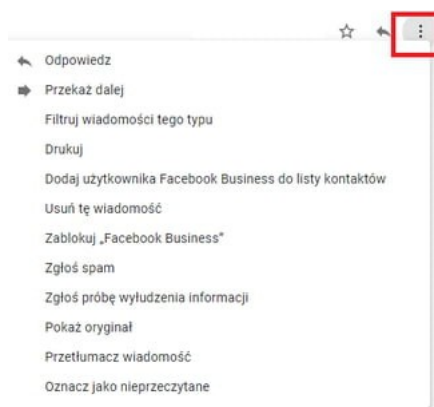 Odpowiedz
Przekaż dalej
Filtruj wiadomości tego typu
Drukuj
Dodaj użytkownika Facebook Business do listy kontaktów
Usuń tę wiadomość
Zablokuj „Facebook Business”
Zgłoś spam
Zgłoś próbę wyłudzenia informacji
Pokaż oryginał
Przetłumacz wiadomość
Oznacz jako nieprzeczytane